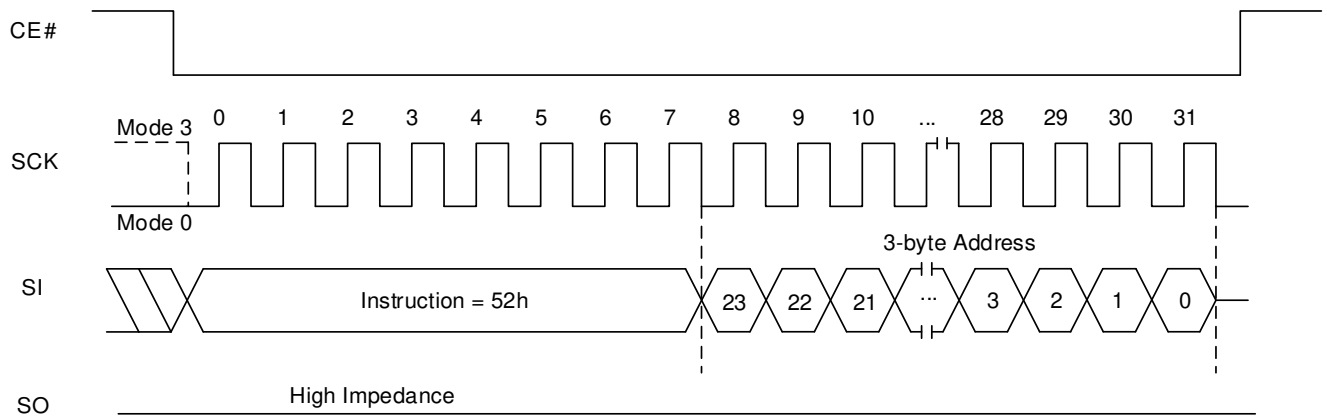 CE#
0 1 2 3 4 5 6 7 8 9 10 ... 28 29 30 31
Mode 3
SCK
Mode 0
3-byte Address
SI
Instruction = 52h 23 22 21 ... 3 2 1 0
High Impedance
SO